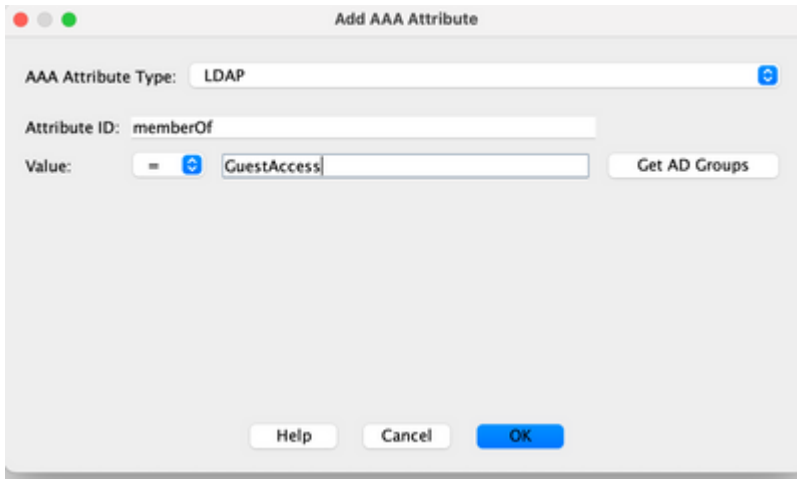 Add AAA Attribute
AAA Attribute Type: LDAP
Attribute ID: memberOf
Value: = GuestAccess Get AD Groups
Help Cancel OK